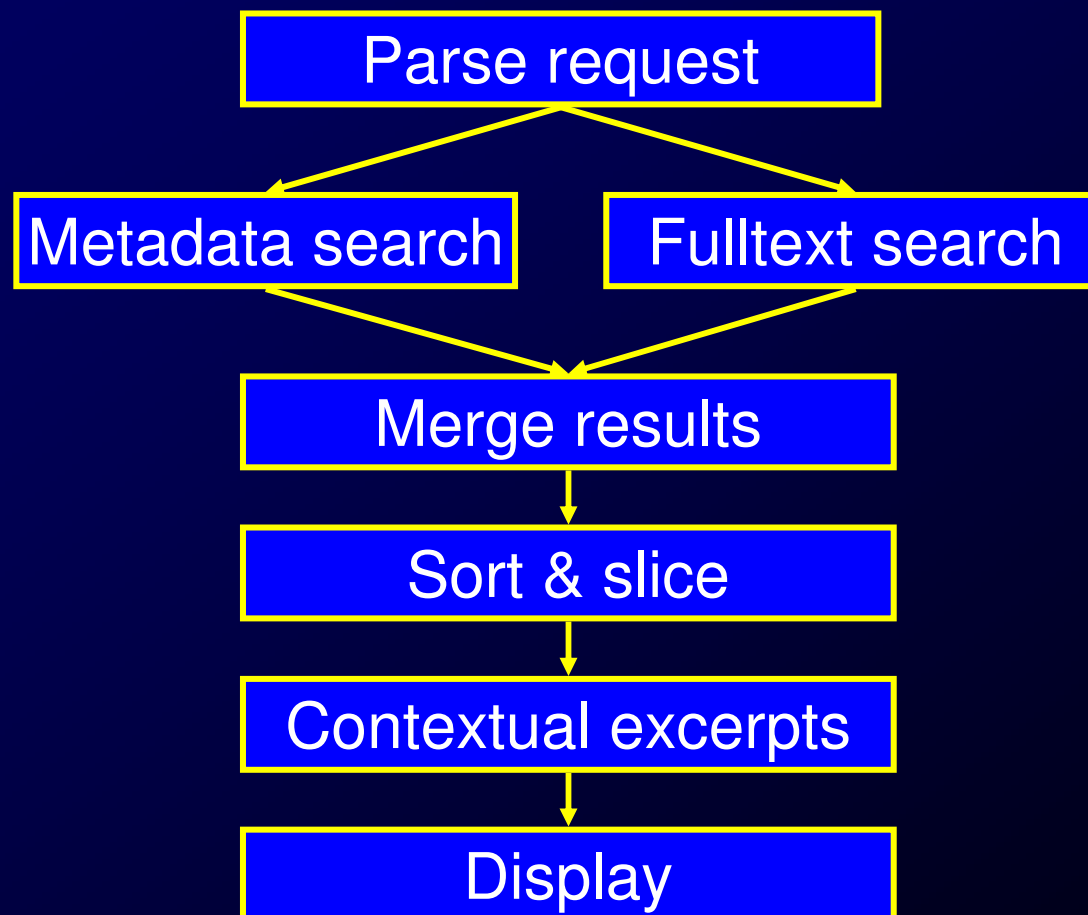 Parse request
Metadata search
Fulltext search
Merge results
Sort & slice
Contextual excerpts
Display